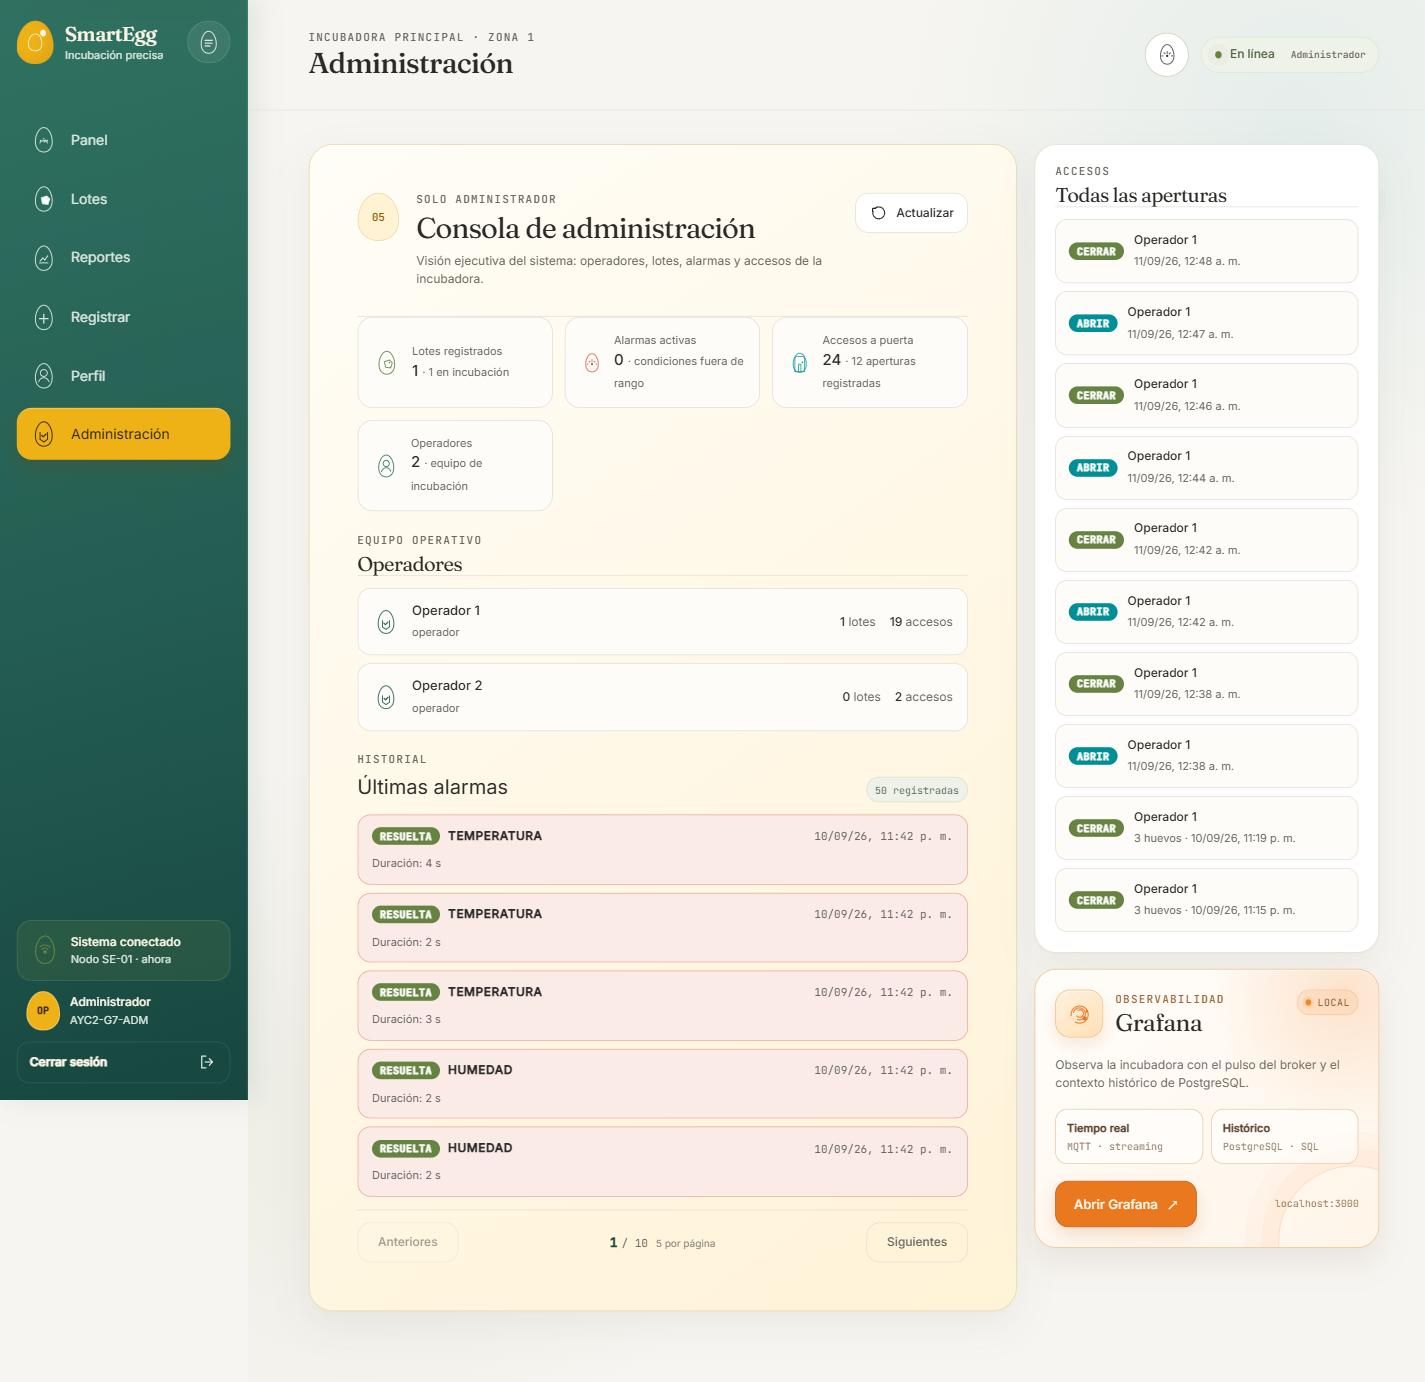 SmartEgg
Incubación precisa
Panel
Lotes
Reportes
Registrar
Perfil
Administración
Sistema conectado
Nodo SE-01 · ahora
OP
Administrador
AYC2-G7-ADM
Cerrar sesión
INCUBADORA PRINCIPAL · ZONA 1
Administración
En línea
Administrador
05
SOLO ADMINISTRADOR
Consola de administración
Visión ejecutiva del sistema: operadores, lotes, alarmas y accesos de la
incubadora.
Actualizar
Lotes registrados
1 · 1 en incubación
Alarmas activas
0 · condiciones fuera de
rango
Accesos a puerta
24 · 12 aperturas
registradas
Operadores
2 · equipo de
incubación
EQUIPO OPERATIVO
Operadores
Operador 1
operador
1 lotes 19 accesos
Operador 2
operador
0 lotes 2 accesos
HISTORIAL
Últimas alarmas
50 registradas
RESUELTA TEMPERATURA 10/09/26, 11:42 p. m.
Duración: 4 s
RESUELTA TEMPERATURA 10/09/26, 11:42 p. m.
Duración: 2 s
RESUELTA TEMPERATURA 10/09/26, 11:42 p. m.
Duración: 3 s
RESUELTA HUMEDAD 10/09/26, 11:42 p. m.
Duración: 2 s
RESUELTA HUMEDAD 10/09/26, 11:42 p. m.
Duración: 2 s
Anteriores
1 / 10 5 por página
Siguientes
ACCESOS
Todas las aperturas
CERRAR
Operador 1
11/09/26, 12:48 a. m.
ABRIR
Operador 1
11/09/26, 12:47 a. m.
CERRAR
Operador 1
11/09/26, 12:46 a. m.
ABRIR
Operador 1
11/09/26, 12:44 a. m.
CERRAR
Operador 1
11/09/26, 12:42 a. m.
ABRIR
Operador 1
11/09/26, 12:42 a. m.
CERRAR
Operador 1
11/09/26, 12:38 a. m.
ABRIR
Operador 1
11/09/26, 12:38 a. m.
CERRAR
Operador 1
3 huevos · 10/09/26, 11:19 p. m.
CERRAR
Operador 1
3 huevos · 10/09/26, 11:15 p. m.
OBSERVABILIDAD
Grafana
LOCAL
Observa la incubadora con el pulso del broker y el
contexto histórico de PostgreSQL.
Tiempo real
MQTT · streaming
Histórico
PostgreSQL · SQL
Abrir Grafana ↗
localhost:3000